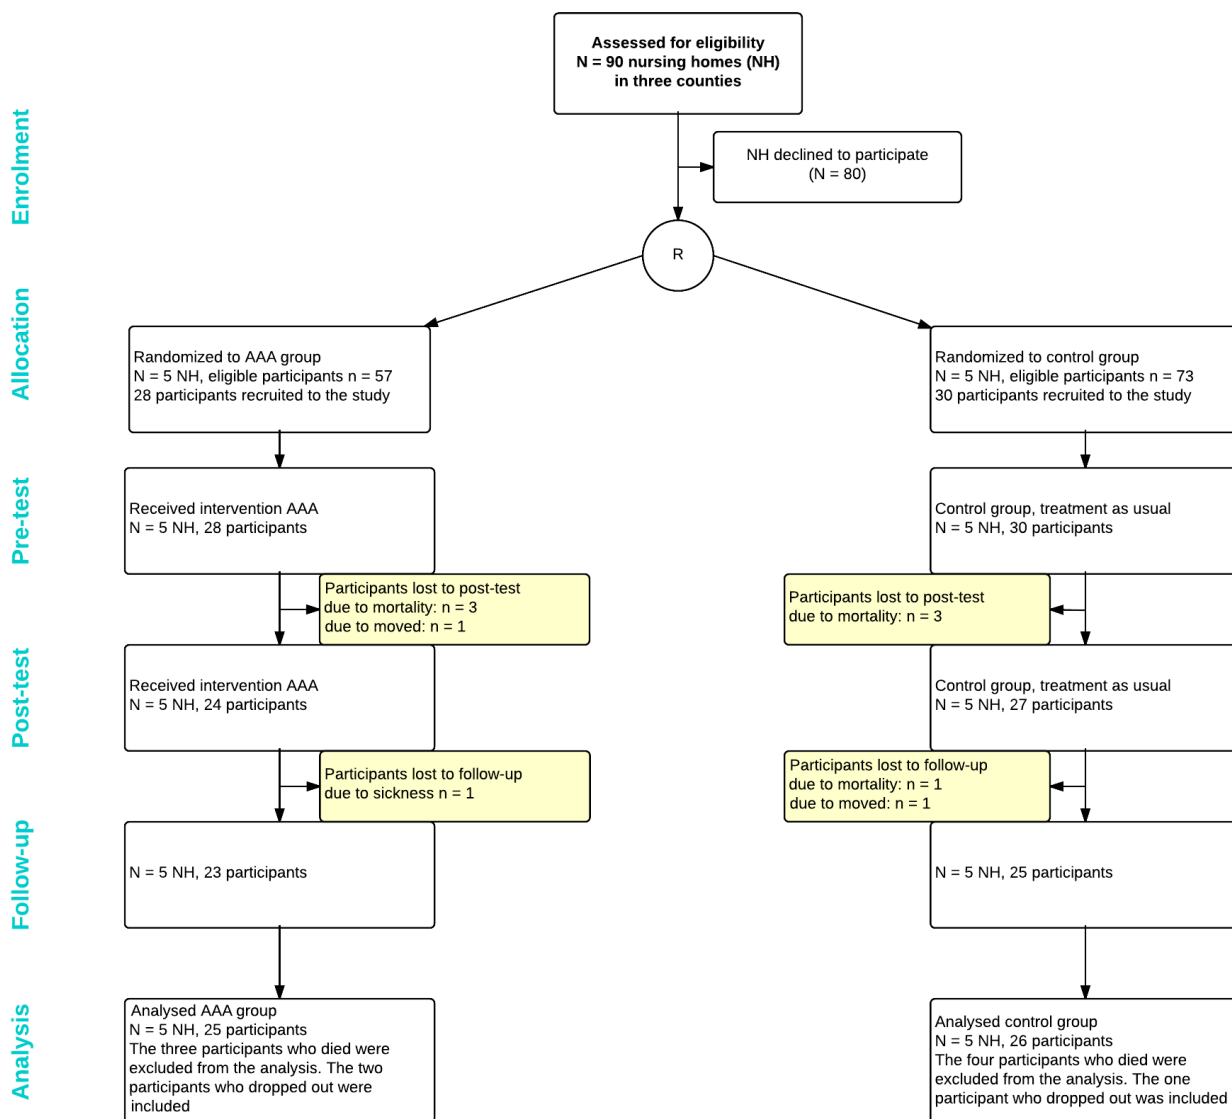 Assessed for eligibility
N = 90 nursing homes (NH)
in three counties
Enrolment
NH declined to participate
(N = 80)
R
Allocation
Randomized to AAA group
N = 5 NH, eligible participants n = 57
28 participants recruited to the study
Randomized to control group
N = 5 NH, eligible participants n = 73
30 participants recruited to the study
Pre-test
Received intervention AAA
N = 5 NH, 28 participants
Control group, treatment as usual
N = 5 NH, 30 participants
Participants lost to post-test
due to mortality: n = 3
due to moved: n = 1
Participants lost to post-test
due to mortality: n = 3
Post-test
Received intervention AAA
N = 5 NH, 24 participants
Control group, treatment as usual
N = 5 NH, 27 participants
Participants lost to follow-up
due to sickness n = 1
Participants lost to follow-up
due to mortality: n = 1
due to moved: n = 1
Follow-up
N = 5 NH, 23 participants
N = 5 NH, 25 participants
Analysis
Analysed AAA group
N = 5 NH, 25 participants
The three participants who died were
excluded from the analysis. The two
participants who dropped out were
included
Analysed control group
N = 5 NH, 26 participants
The four participants who died were
excluded from the analysis. The one
participant who dropped out was included